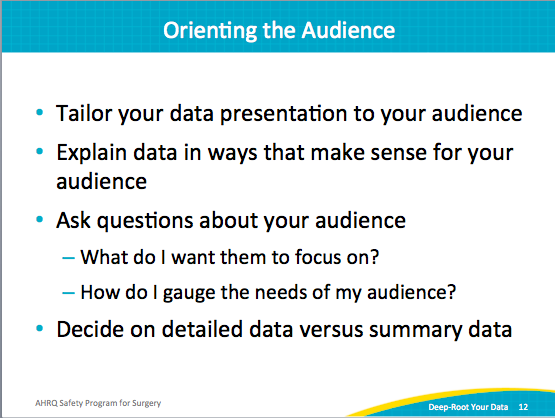 Orienting the Audience
• Tailor your data presentation to your audience
• Explain data in ways that make sense for your
audience
• Ask questions about your audience
– What do I want them to focus on?
– How do I gauge the needs of my audience?
• Decide on detailed data versus summary data
AHRQ Safety Program for Surgery
Deep-Root Your Data 12